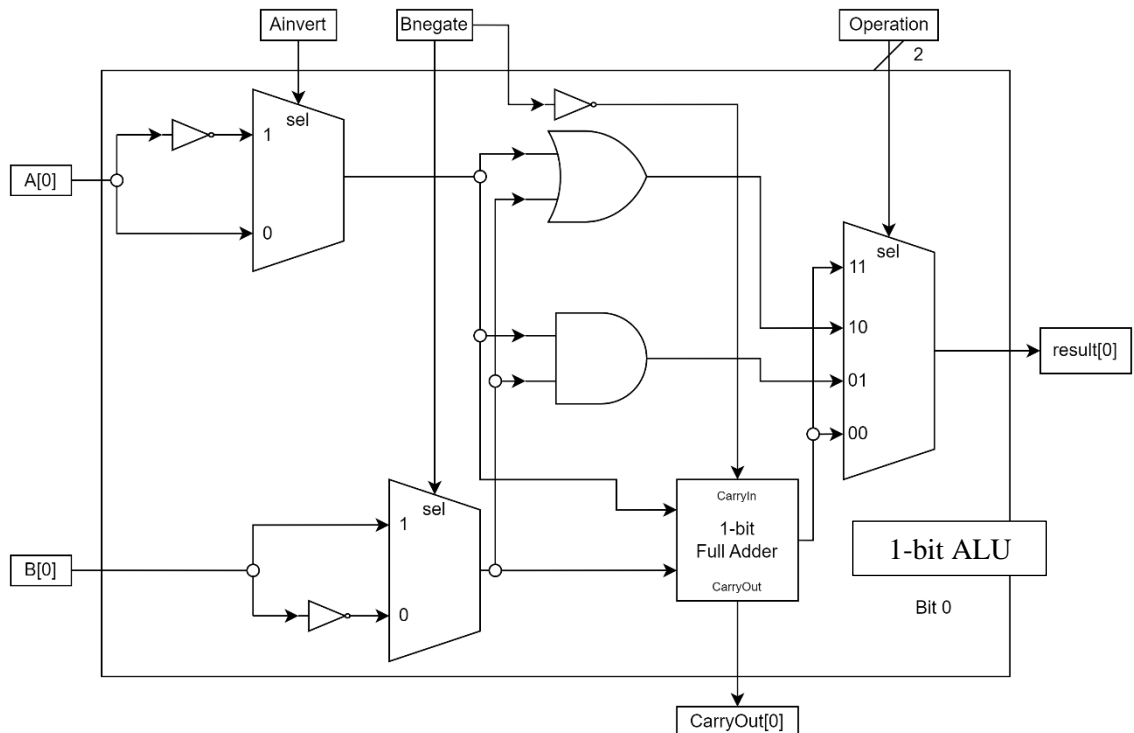 Ainvert
Bnegate
Operation
2
sel
1
A[0]
0
sel
11
10
01
00
result[0]
CarryIn
1-bit
Full Adder
CarryOut
sel
1
B[0]
0
1-bit ALU
Bit 0
CarryOut[0]